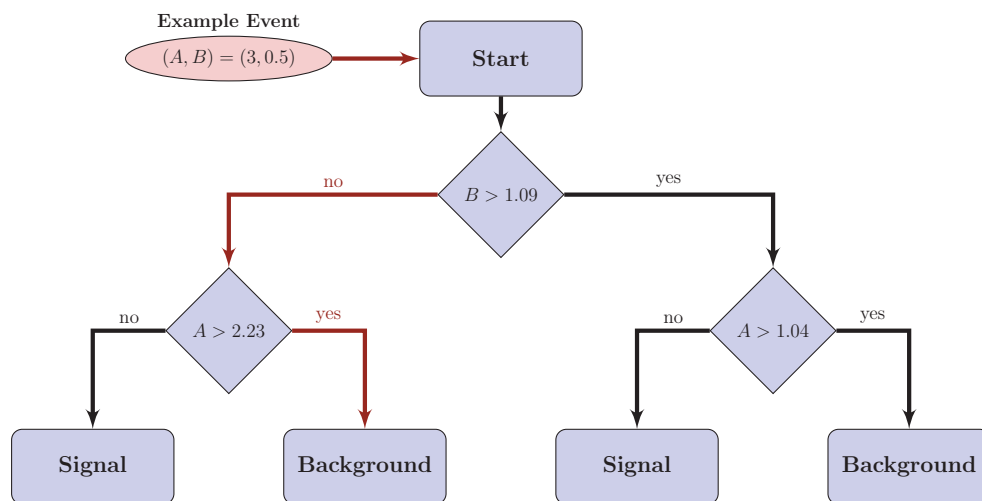 Example Event
(A, B) = (3, 0.5)
Start
no
B > 1.09
yes
no
A > 2.23
yes
no
A > 1.04
yes
Signal
Background
Signal
Background